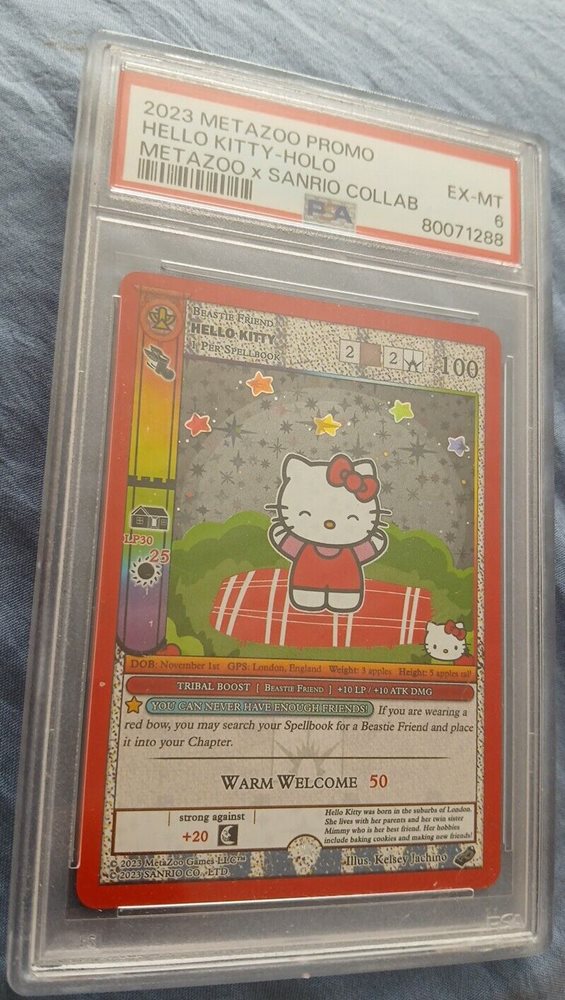 2023 METAZOO PROMO
HELLO KITTY-HOLO EX-MT
METAZOO x SANRIO COLLAB 6
PSA 80071288
BEASTIE FRIEND
HELLO KITTY
1 PER SPELLBOOK
2 2 100
LP30
25
DOB: November 1st GPS: London, England Weight: 3 apples Height: 5 apples tall
TRIBAL BOOST [ BEASTIE FRIEND ] +10 LP / +10 ATK DMG
YOU CAN NEVER HAVE ENOUGH FRIENDS! If you are wearing a
red bow, you may search your Spellbook for a Beastie Friend and place
it into your Chapter.
WARM WELCOME 50
strong against
+20
Hello Kitty was born in the suburbs of London.
She lives with her parents and her twin sister
Mimmy who is her best friend. Her hobbies
include baking cookies and making new friends!
© 2023 MetaZoo Games LLC™
© 2023 SANRIO CO., LTD.
Illus. Kelsey Jachino